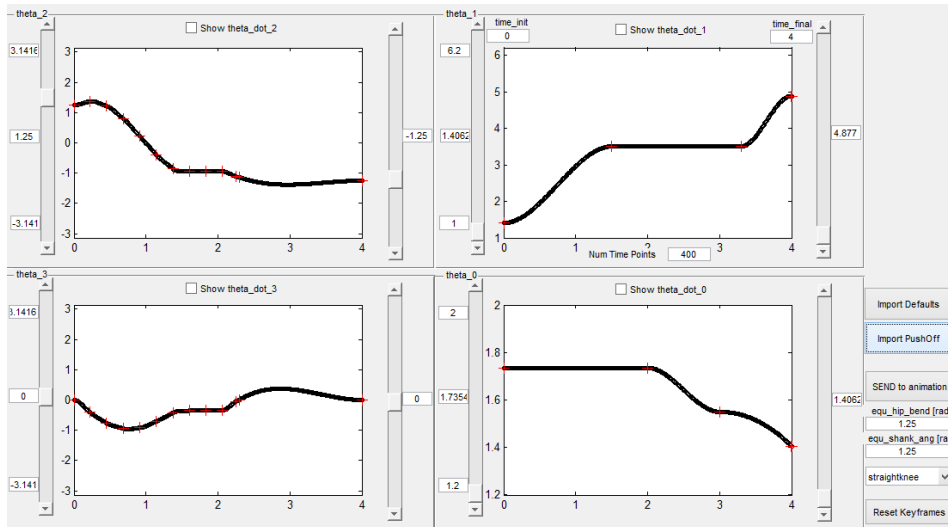 theta_2
Show theta_dot_2
3.1416
1.25
-3.141
3
2
1
0
-1
-2
-3
0 1 2 3 4
-1.25
theta_1
time_init
0
Show theta_dot_1
time_final
4
6.2
1.4062
1
6
5
4
3
2
1
0 1 2 3 4
Num Time Points 400
4.877
theta_3
Show theta_dot_3
3.1416
0
-3.141
3
2
1
0
-1
-2
-3
0 1 2 3 4
0
theta_0
Show theta_dot_0
2
1.7354
1.2
2
1.8
1.6
1.4
1.2
0 1 2 3 4
1.4062
Import Defaults
Import PushOff
SEND to animation
equ_hip_bend [rad
1.25
equ_shank_ang [ra
1.25
straightknee
Reset Keyframes